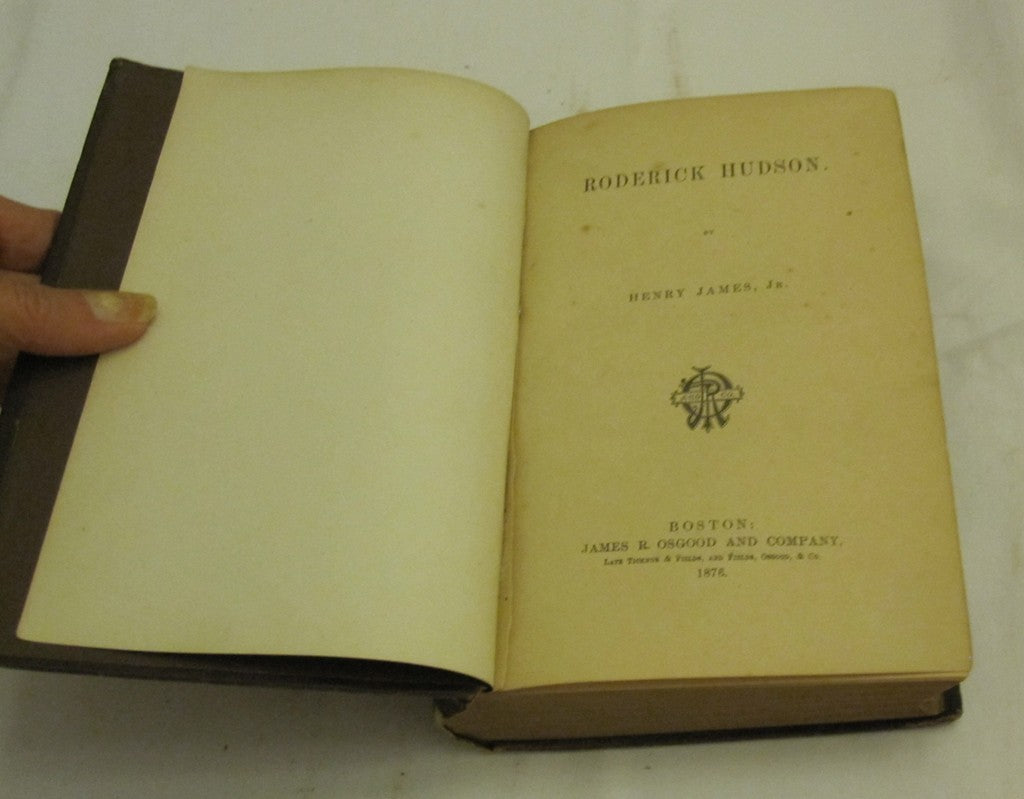 RODERICK HUDSON.
BY
HENRY JAMES, JR.
BOSTON:
JAMES R. OSGOOD AND COMPANY,
LATE TICKNOR & FIELDS, AND FIELDS, OSGOOD, & CO.
1876.